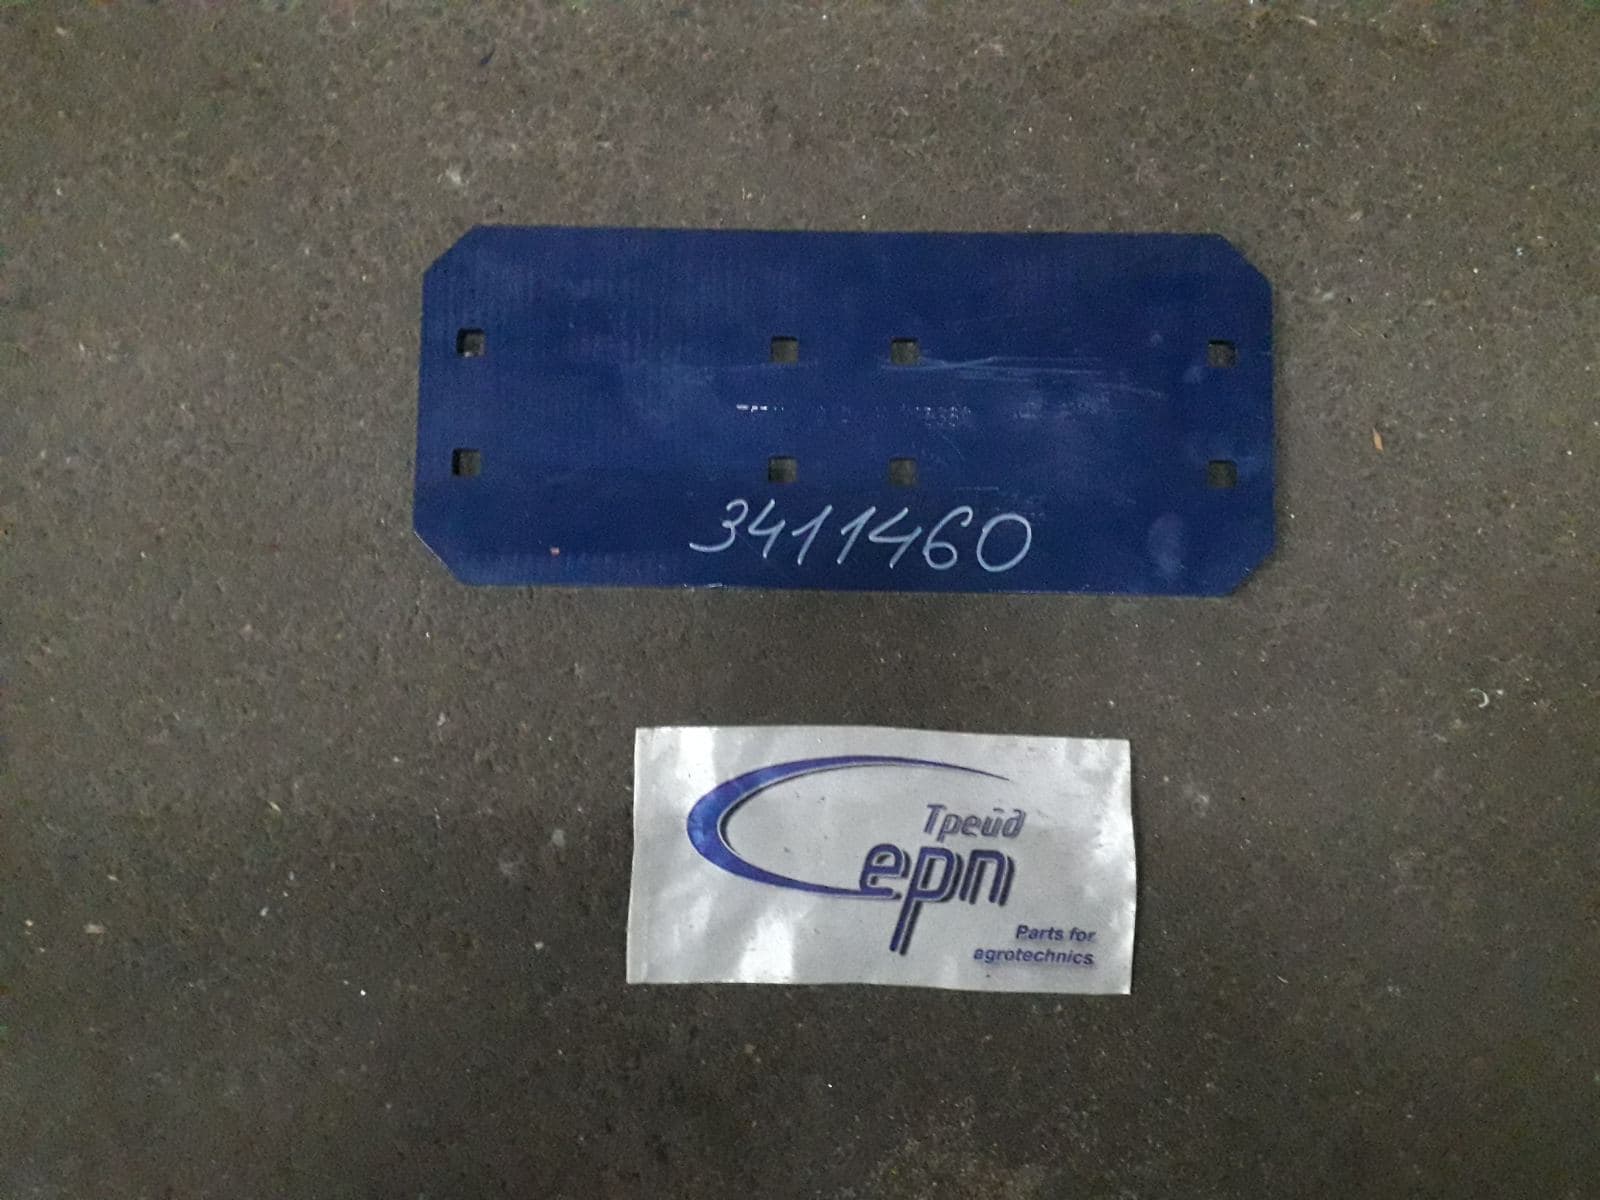 3411460
Трейд
Серп
Parts for
agrotechnics